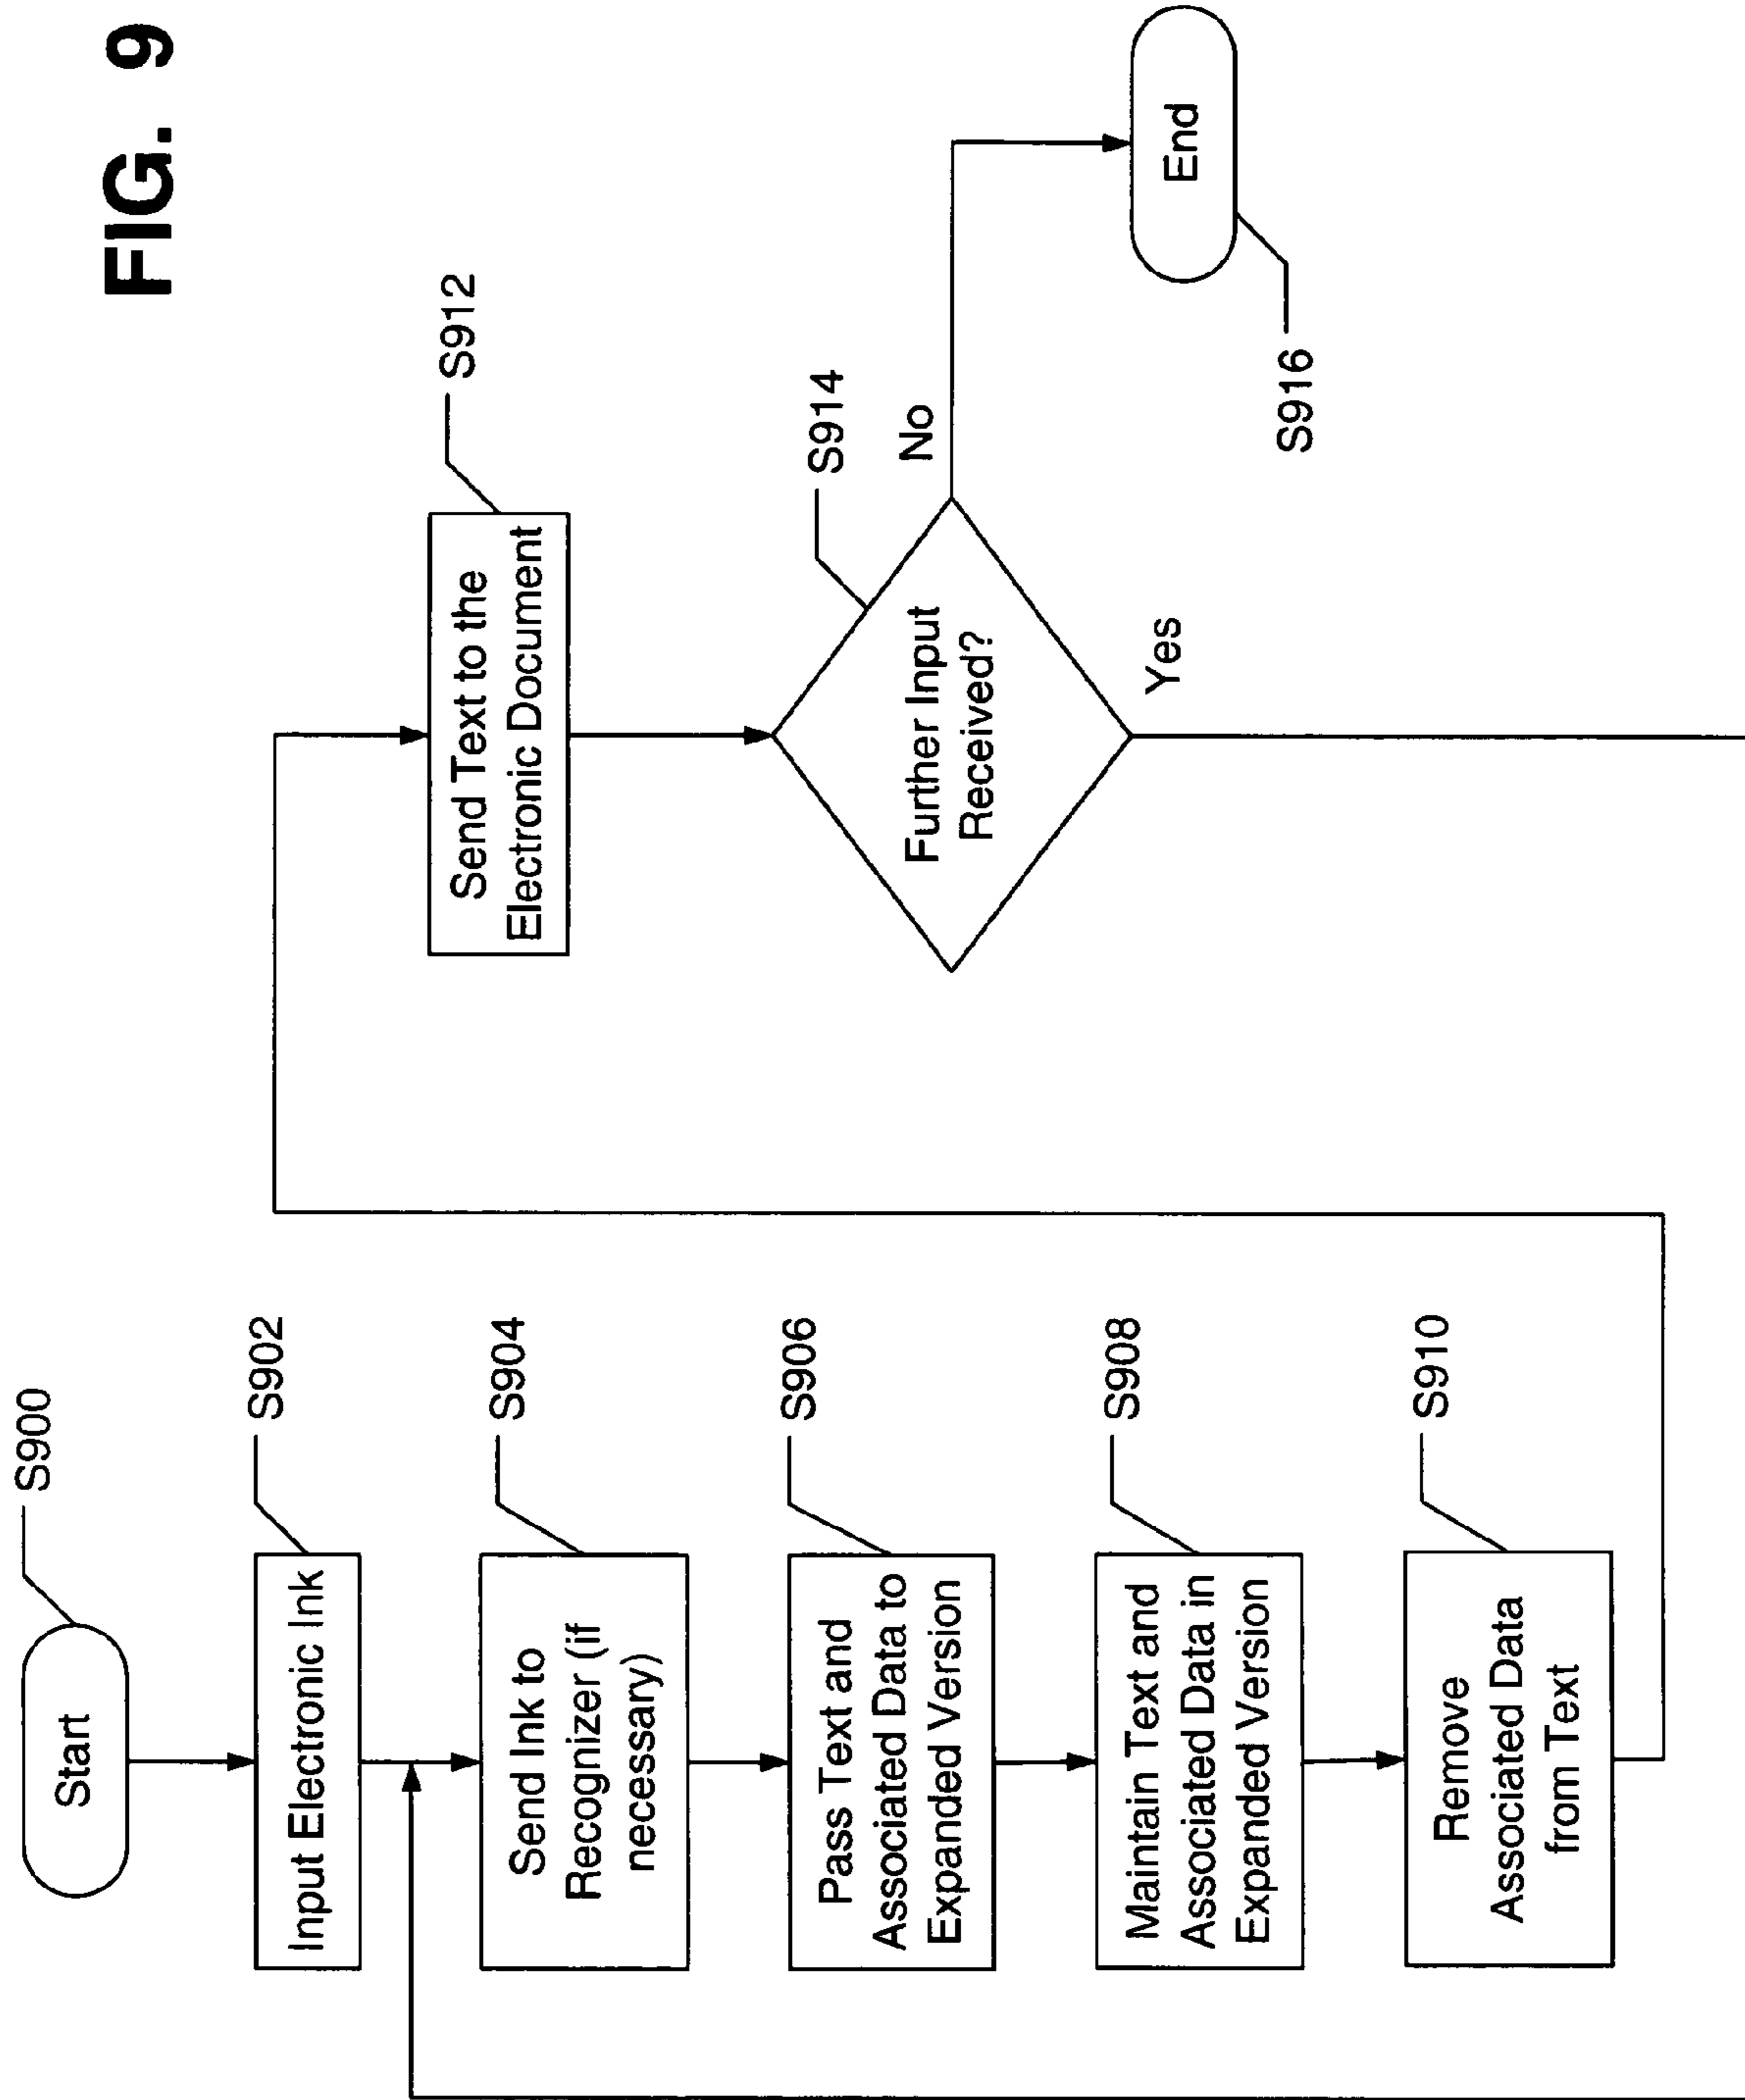 FIG. 9
Start
S900
Input Electronic Ink
S902
Send Ink to
Recognizer (if
necessary)
S904
Pass Text and
Associated Data to
Expanded Version
S906
Maintain Text and
Associated Data in
Expanded Version
S908
Remove
Associated Data
from Text
S910
Send Text to the
Electronic Document
S912
Further Input
Received?
S914
No
Yes
End
S916